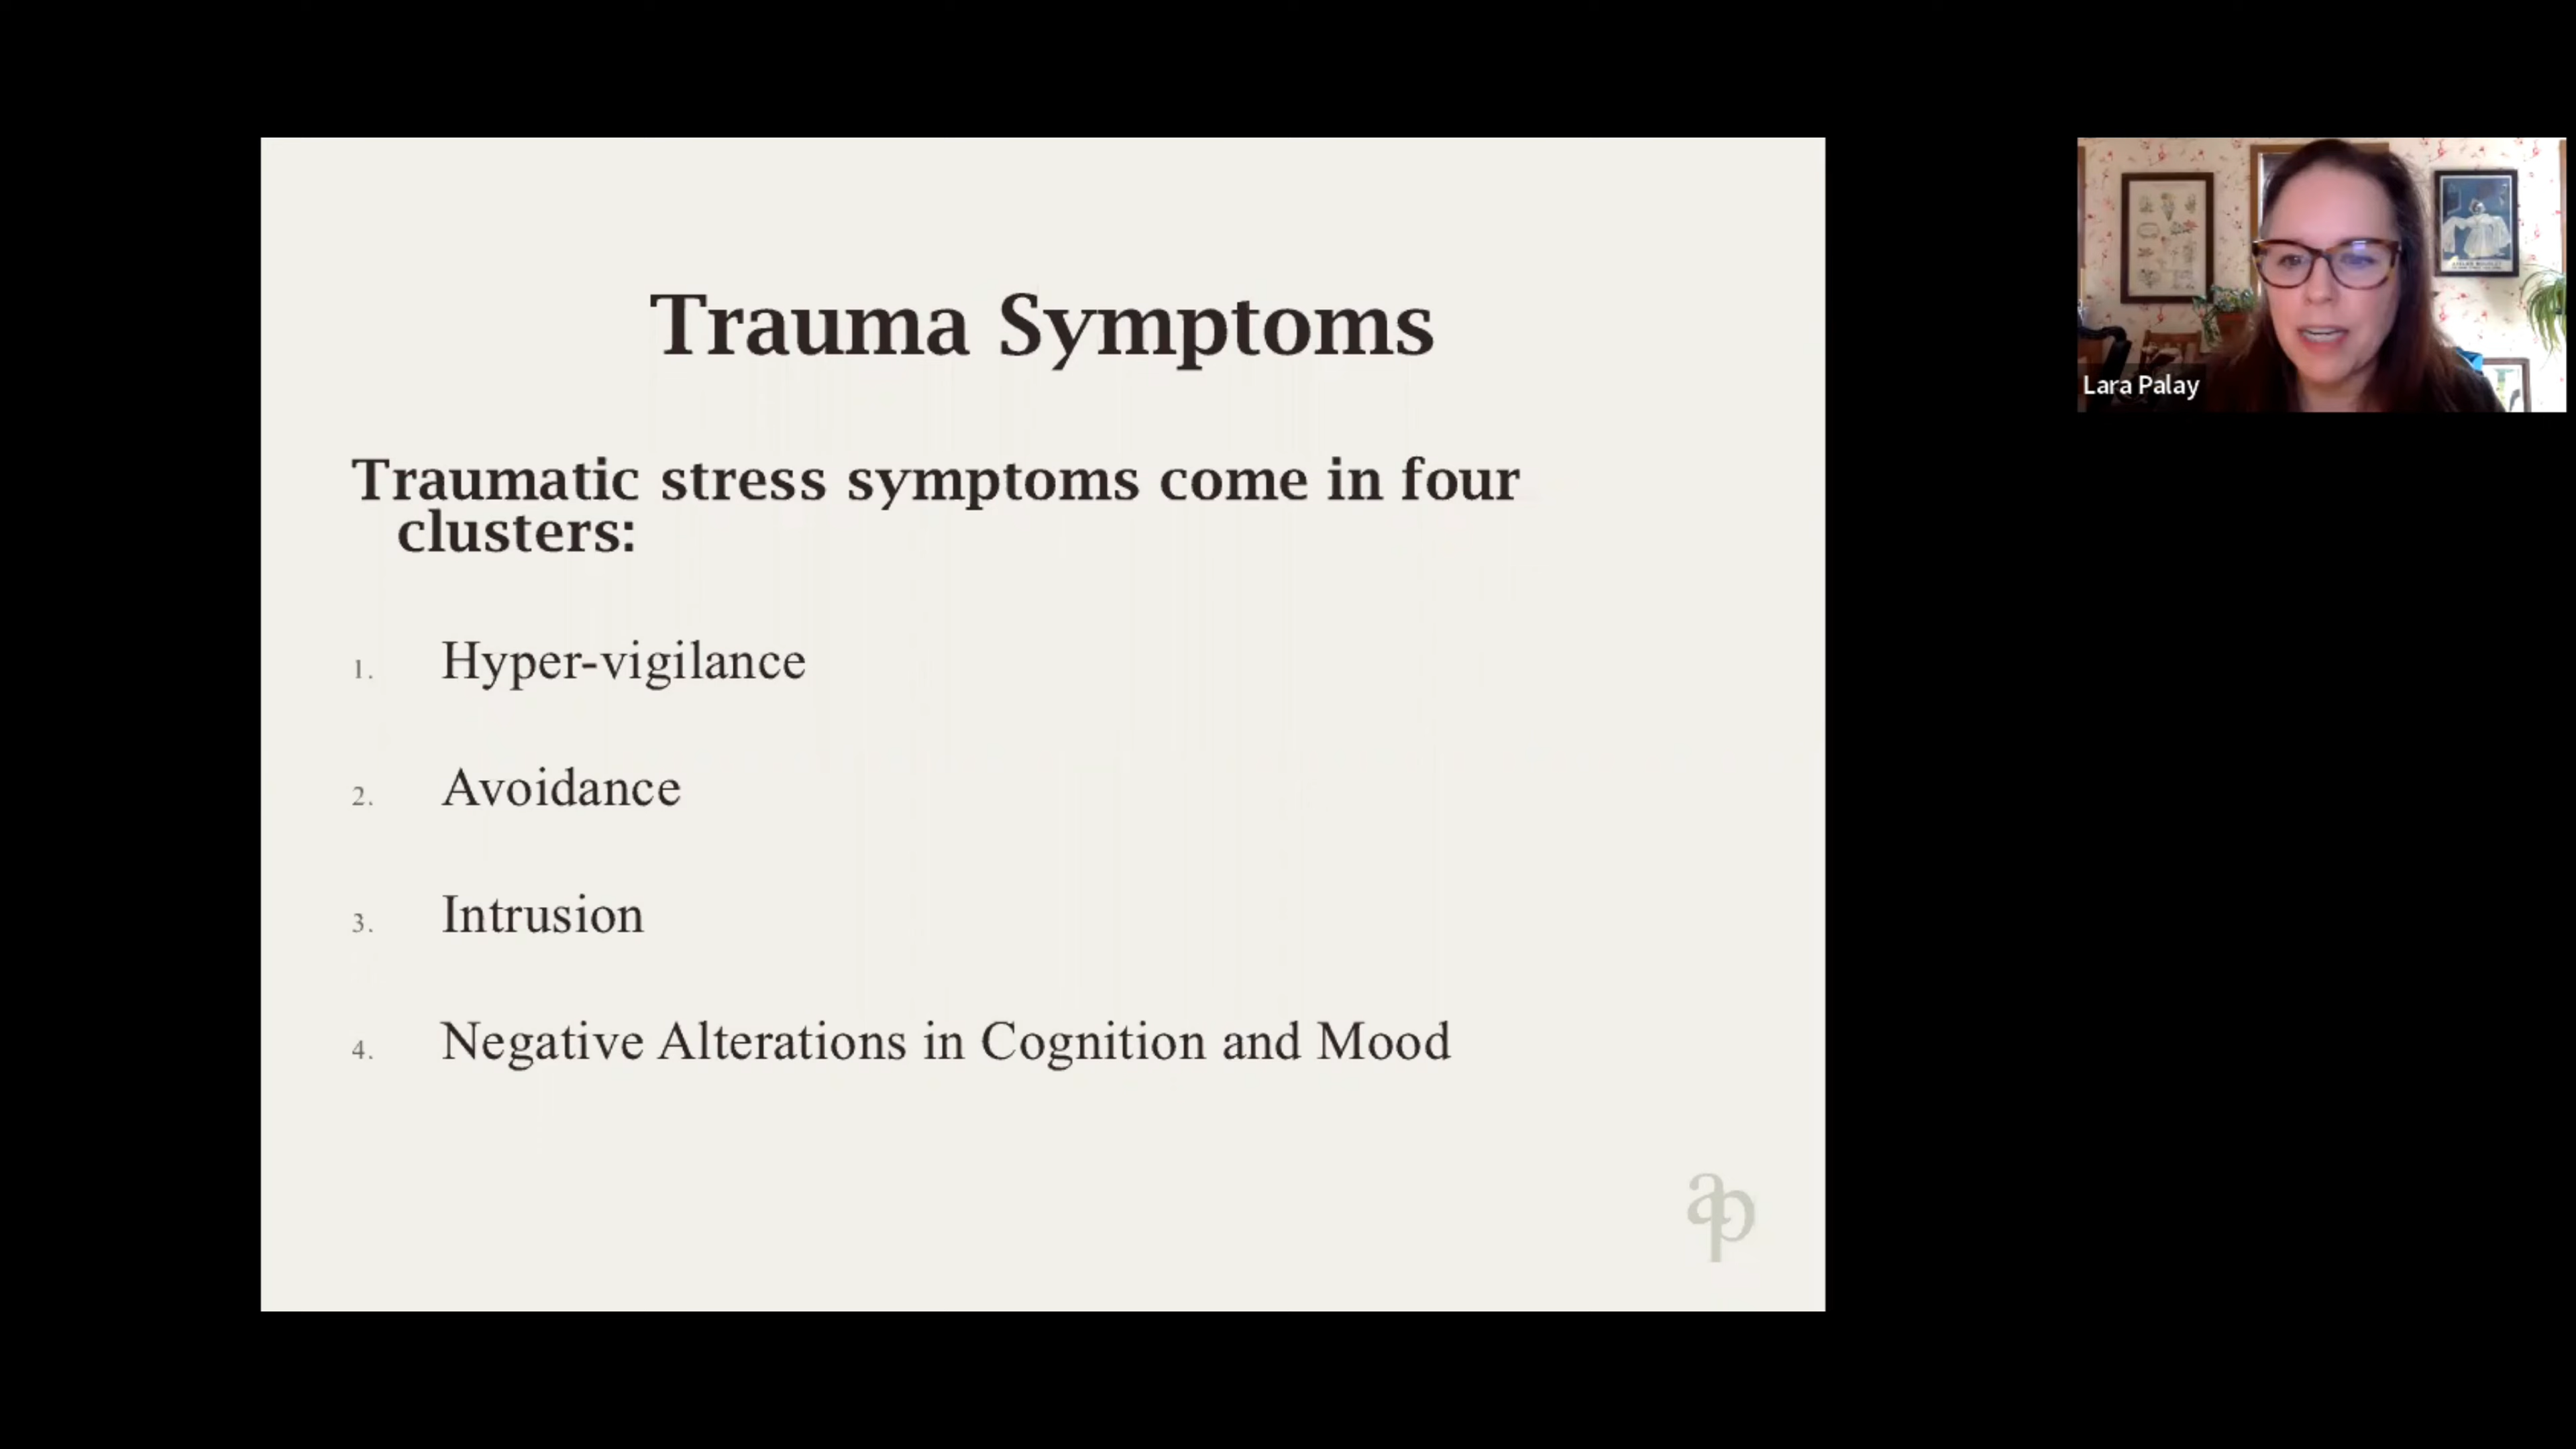 Trauma Symptoms
Traumatic stress symptoms come in four
clusters:
1. Hyper-vigilance
2. Avoidance
3. Intrusion
4. Negative Alterations in Cognition and Mood
ap
Lara Palay